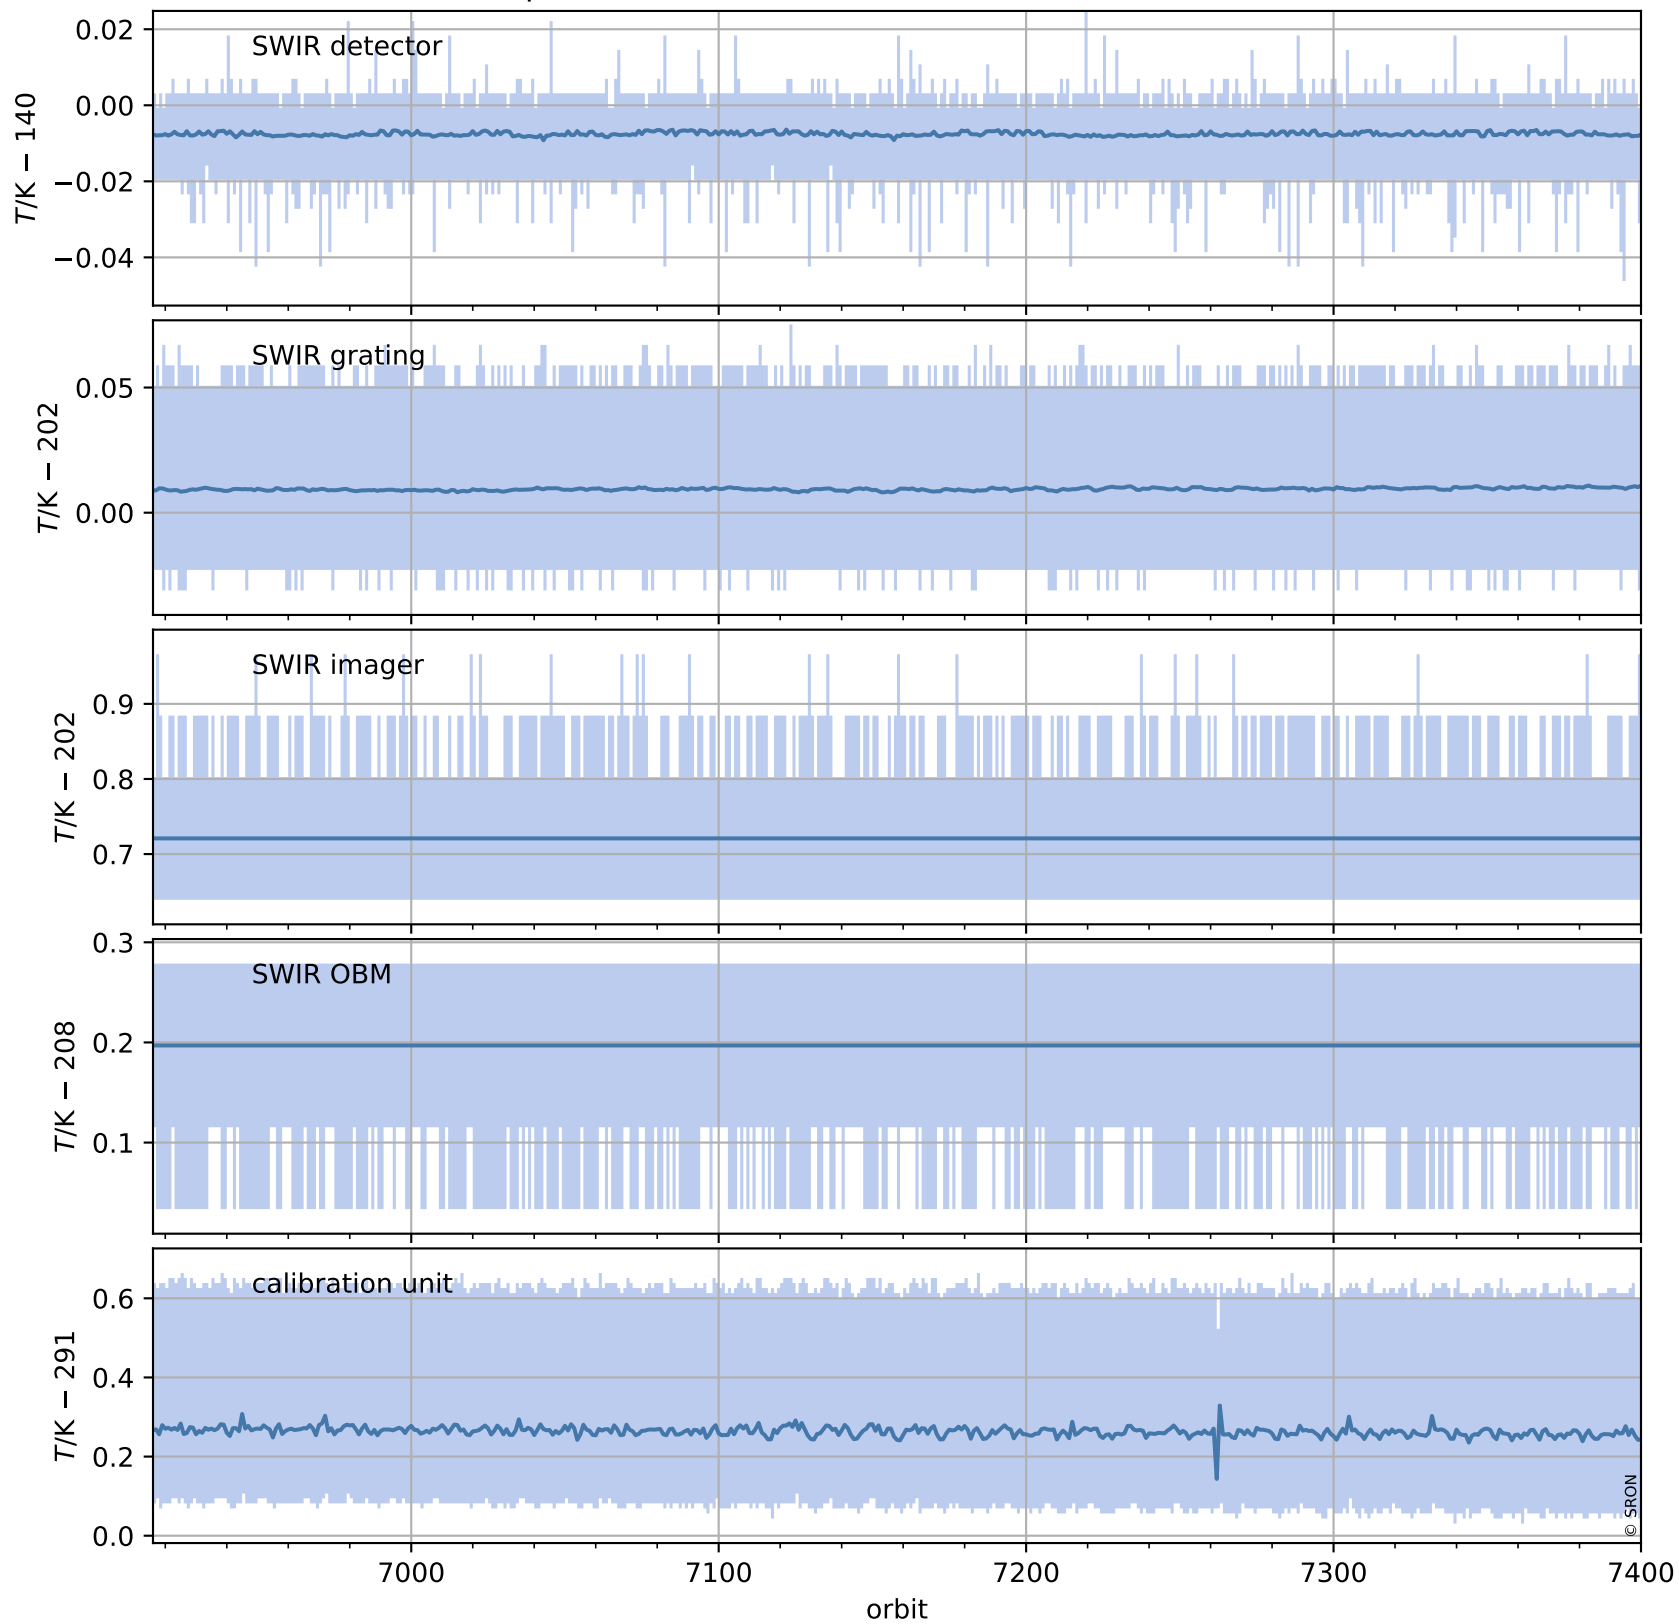 SWIR detector
T/K − 140
0.02
0.00
−0.02
−0.04
SWIR grating
T/K − 202
0.05
0.00
SWIR imager
T/K − 202
0.9
0.8
0.7
SWIR OBM
T/K − 208
0.3
0.2
0.1
calibration unit
T/K − 291
0.6
0.4
0.2
0.0
© SRON
7000 7100 7200 7300 7400
orbit